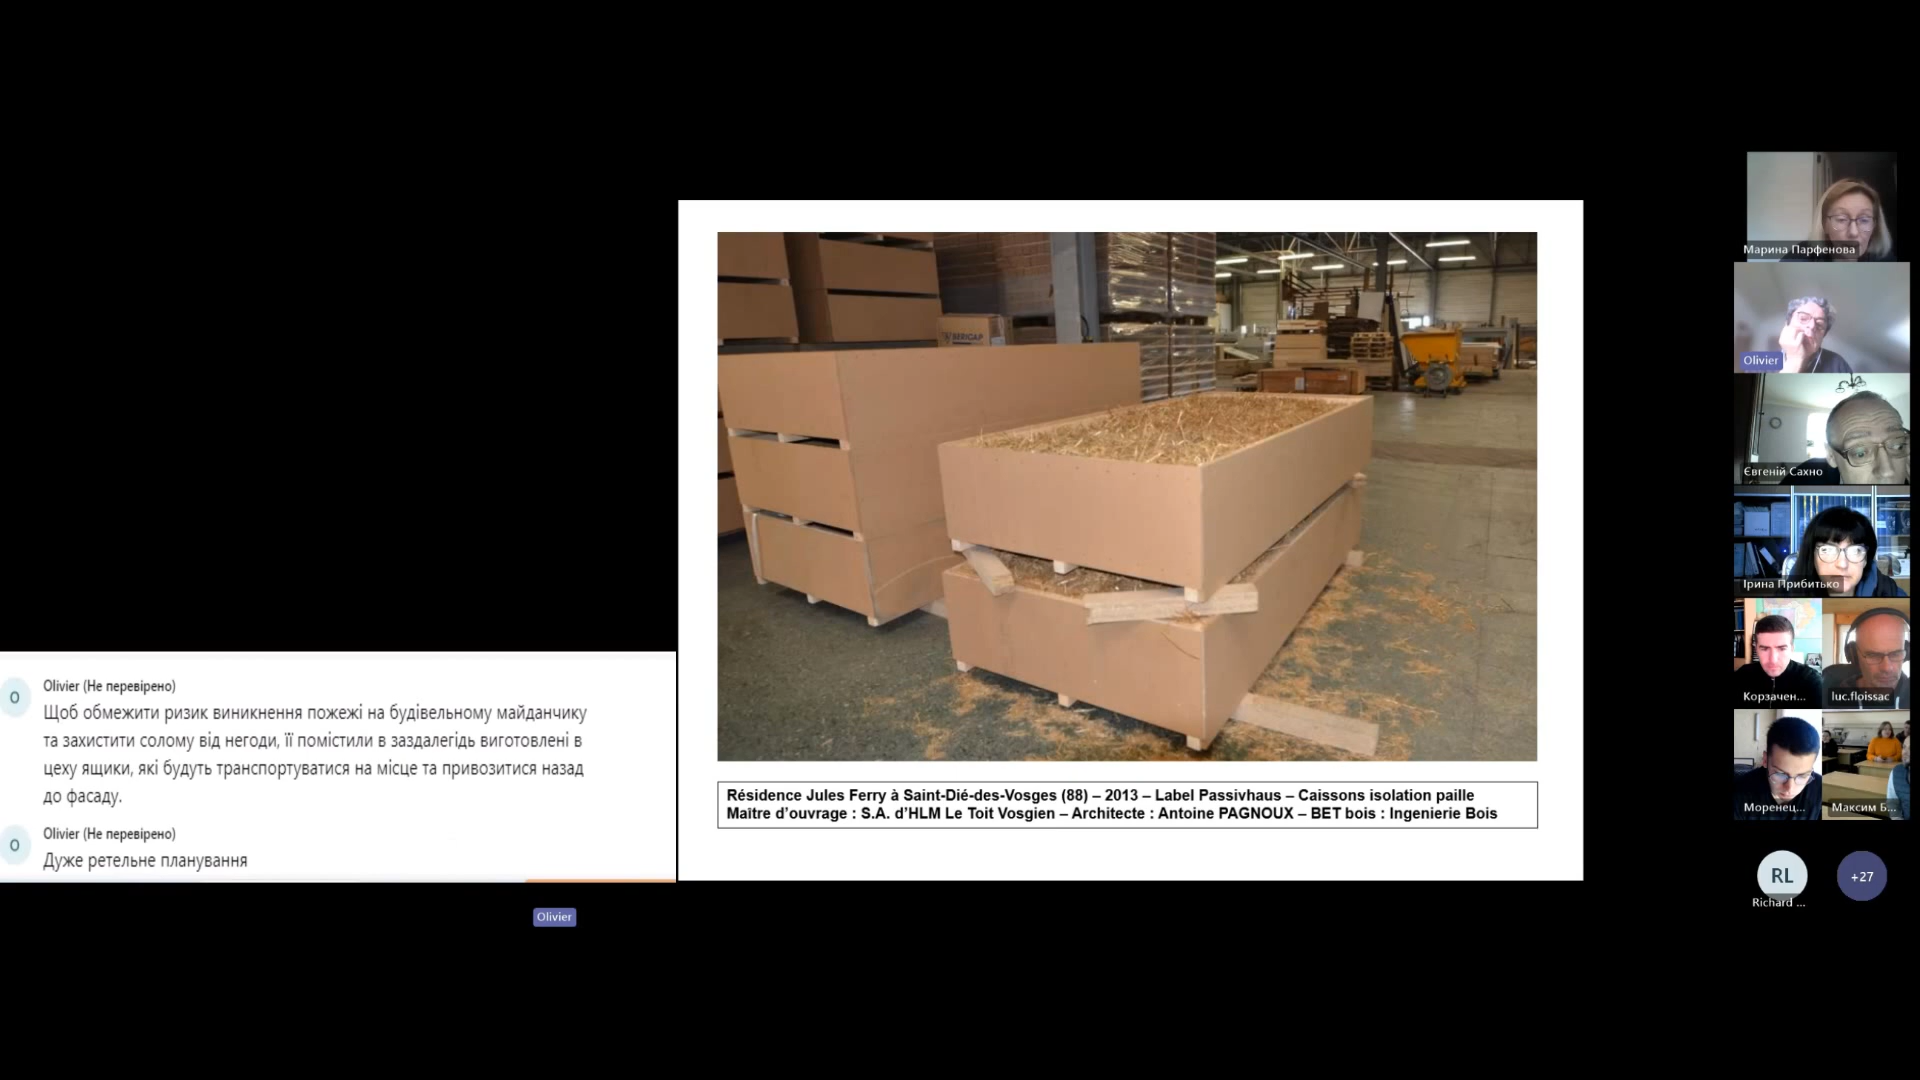 Olivier (Не перевірено)
O
Щоб обмежити ризик виникнення пожежі на будівельному майданчику
та захистити солому від негоди, її помістили в заздалегідь виготовлені в
цеху ящики, які будуть транспортуватися на місце та привозитися назад
до фасаду.
Olivier (Не перевірено)
O
Дуже ретельне планування
Olivier
BERICAP
Résidence Jules Ferry à Saint-Dié-des-Vosges (88) – 2013 – Label Passivhaus – Caissons isolation paille
Maître d’ouvrage : S.A. d’HLM Le Toit Vosgien – Architecte : Antoine PAGNOUX – BET bois : Ingenierie Bois
Марина Парфенова
Olivier
Євгеній Сахно
Ірина Прибитько
Корзачен...
luc.floissac
Моренец...
Максим Б...
RL
+27
Richard ...